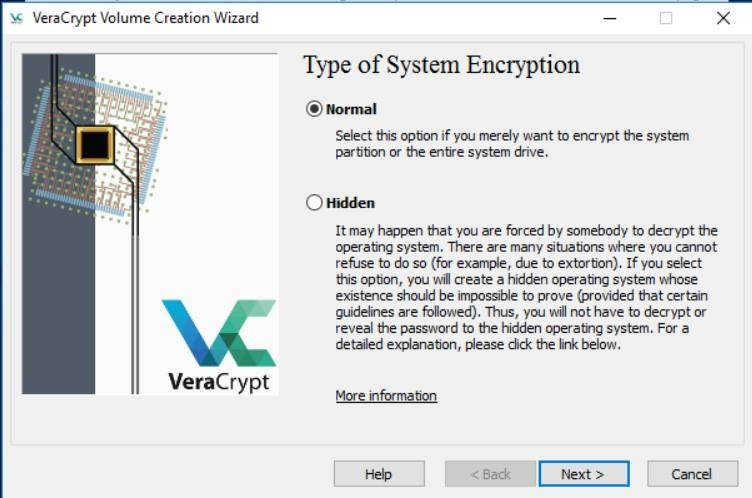 VeraCrypt Volume Creation Wizard
Type of System Encryption
Normal
Select this option if you merely want to encrypt the system
partition or the entire system drive.
Hidden
It may happen that you are forced by somebody to decrypt the
operating system. There are many situations where you cannot
refuse to do so (for example, due to extortion). If you select
this option, you will create a hidden operating system whose
existence should be impossible to prove (provided that certain
guidelines are followed). Thus, you will not have to decrypt or
reveal the password to the hidden operating system. For a
detailed explanation, please click the link below.
More information
VeraCrypt
Help
< Back
Next >
Cancel